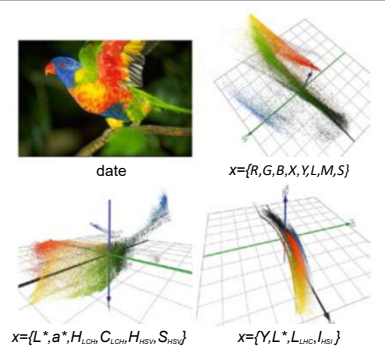 date
x={R,G,B,X,Y,L,M,S}
x={L*,a*,H_LCH,C_LCH,H_HSV,S_HSV}
x={Y,L*,L_LHC,I_HSI}